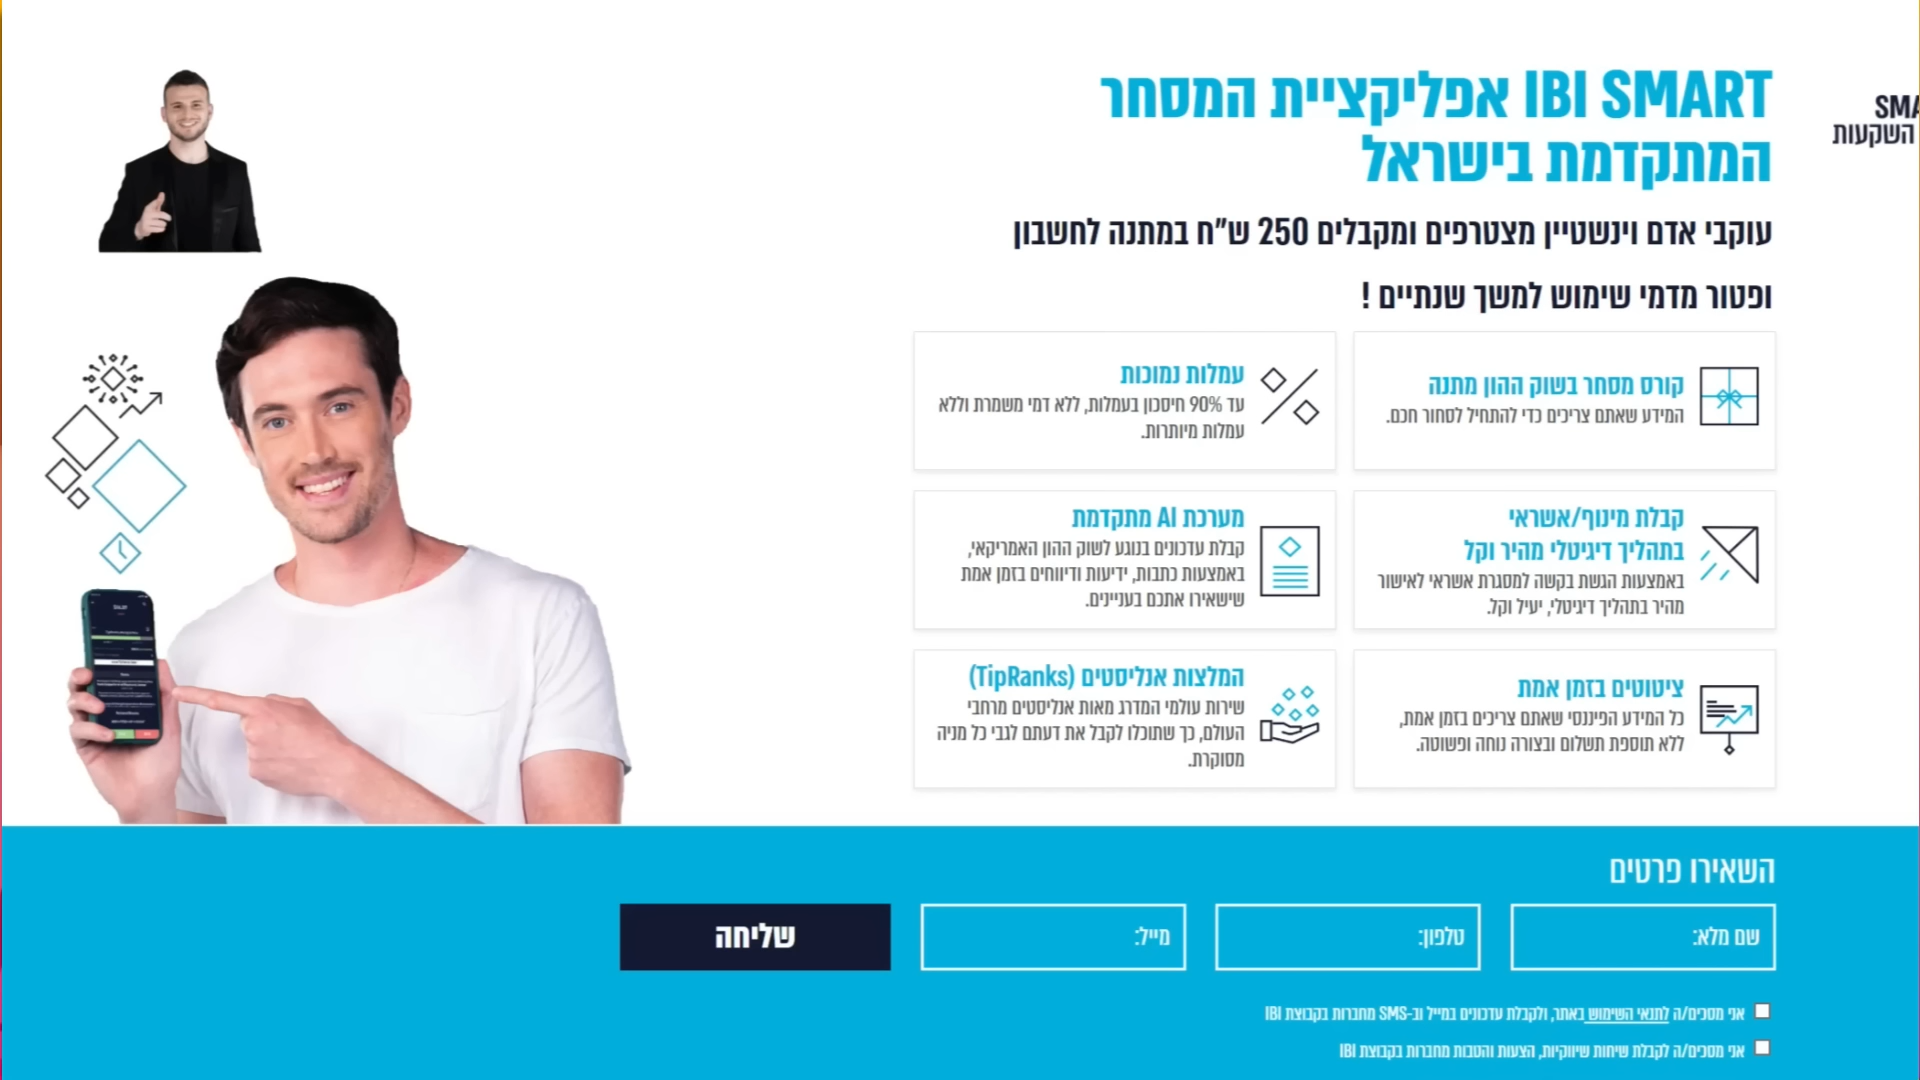 SMA
השקעות
IBI SMART אפליקציית המסחר
המתקדמת בישראל
עוקבי אדם וינשטיין מצטרפים ומקבלים 250 ש"ח במתנה לחשבון
ופטור מדמי שימוש למשך שנתיים !
קורס מסחר בשוק ההון מתנה
המידע שאתם צריכים כדי להתחיל לסחור חכם.
עמלות נמוכות
עד 90% חיסכון בעמלות, ללא דמי משמרת וללא
עמלות מיותרות.
קבלת מינוף/אשראי
בתהליך דיגיטלי מהיר וקל
באמצעות הגשת בקשה למסגרת אשראי לאישור
מהיר בתהליך דיגיטלי, יעיל וקל.
מערכת AI מתקדמת
קבלת עדכונים בנוגע לשוק ההון האמריקאי,
באמצעות כתבות, ידיעות ודיווחים בזמן אמת
שישאירו אתכם בעניינים.
ציטוטים בזמן אמת
כל המידע הפיננסי שאתם צריכים בזמן אמת,
ללא תוספת תשלום ובצורה נוחה ופשוטה.
המלצות אנליסטים (TipRanks)
שירות עולמי המדרג מאות אנליסטים מרחבי
העולם, כך שתוכלו לקבל את דעתם לגבי כל מניה
מסוקרת.
השאירו פרטים
שם מלא:
טלפון:
מייל:
שליחה
אני מסכים/ה לתנאי השימוש באתר, ולקבלת עדכונים במייל וב-SMS מחברות בקבוצת IBI
אני מסכים/ה לקבלת שיחות שיווקיות, הצעות והטבות מחברות בקבוצת IBI